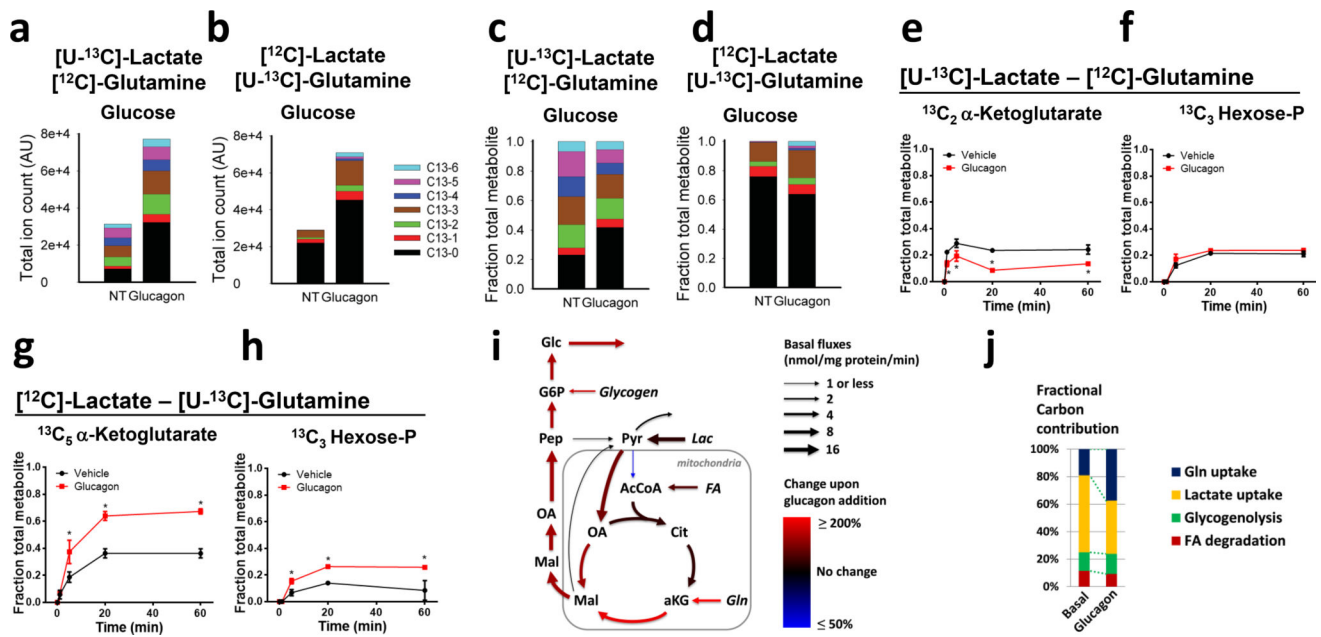 a
[U-¹³C]-Lactate
[¹²C]-Glutamine
Glucose
Total ion count (AU)
8e+4
6e+4
4e+4
2e+4
0
NT Glucagon
b
[¹²C]-Lactate
[U-¹³C]-Glutamine
Glucose
Total ion count (AU)
8e+4
6e+4
4e+4
2e+4
0
NT Glucagon
C13-6
C13-5
C13-4
C13-3
C13-2
C13-1
C13-0
c
[U-¹³C]-Lactate
[¹²C]-Glutamine
Glucose
Fraction total metabolite
1.0
0.8
0.6
0.4
0.2
0.0
NT Glucagon
d
[¹²C]-Lactate
[U-¹³C]-Glutamine
Glucose
Fraction total metabolite
1.0
0.8
0.6
0.4
0.2
0.0
NT Glucagon
e
f
[U-¹³C]-Lactate – [¹²C]-Glutamine
¹³C₂ α-Ketoglutarate
Fraction total metabolite
1.0
0.8
0.6
0.4
0.2
0.0
Vehicle
Glucagon
* * * *
0 20 40 60
Time (min)
¹³C₃ Hexose-P
Fraction total metabolite
1.0
0.8
0.6
0.4
0.2
0.0
Vehicle
Glucagon
0 20 40 60
Time (min)
g
h
[¹²C]-Lactate – [U-¹³C]-Glutamine
¹³C₅ α-Ketoglutarate
Fraction total metabolite
1.0
0.8
0.6
0.4
0.2
0.0
Vehicle
Glucagon
* * *
0 20 40 60
Time (min)
¹³C₃ Hexose-P
Fraction total metabolite
1.0
0.8
0.6
0.4
0.2
0.0
Vehicle
Glucagon
* * *
0 20 40 60
Time (min)
i
Glc
G6P
Glycogen
Pep
Pyr
Lac
mitochondria
AcCoA
FA
OA
OA
Cit
Mal
Mal
aKG
Gln
Basal fluxes
(nmol/mg protein/min)
1 or less
2
4
8
16
Change upon
glucagon addition
≥ 200%
No change
≤ 50%
j
Fractional
Carbon
contribution
100%
80%
60%
40%
20%
0%
Basal
Glucagon
Gln uptake
Lactate uptake
Glycogenolysis
FA degradation